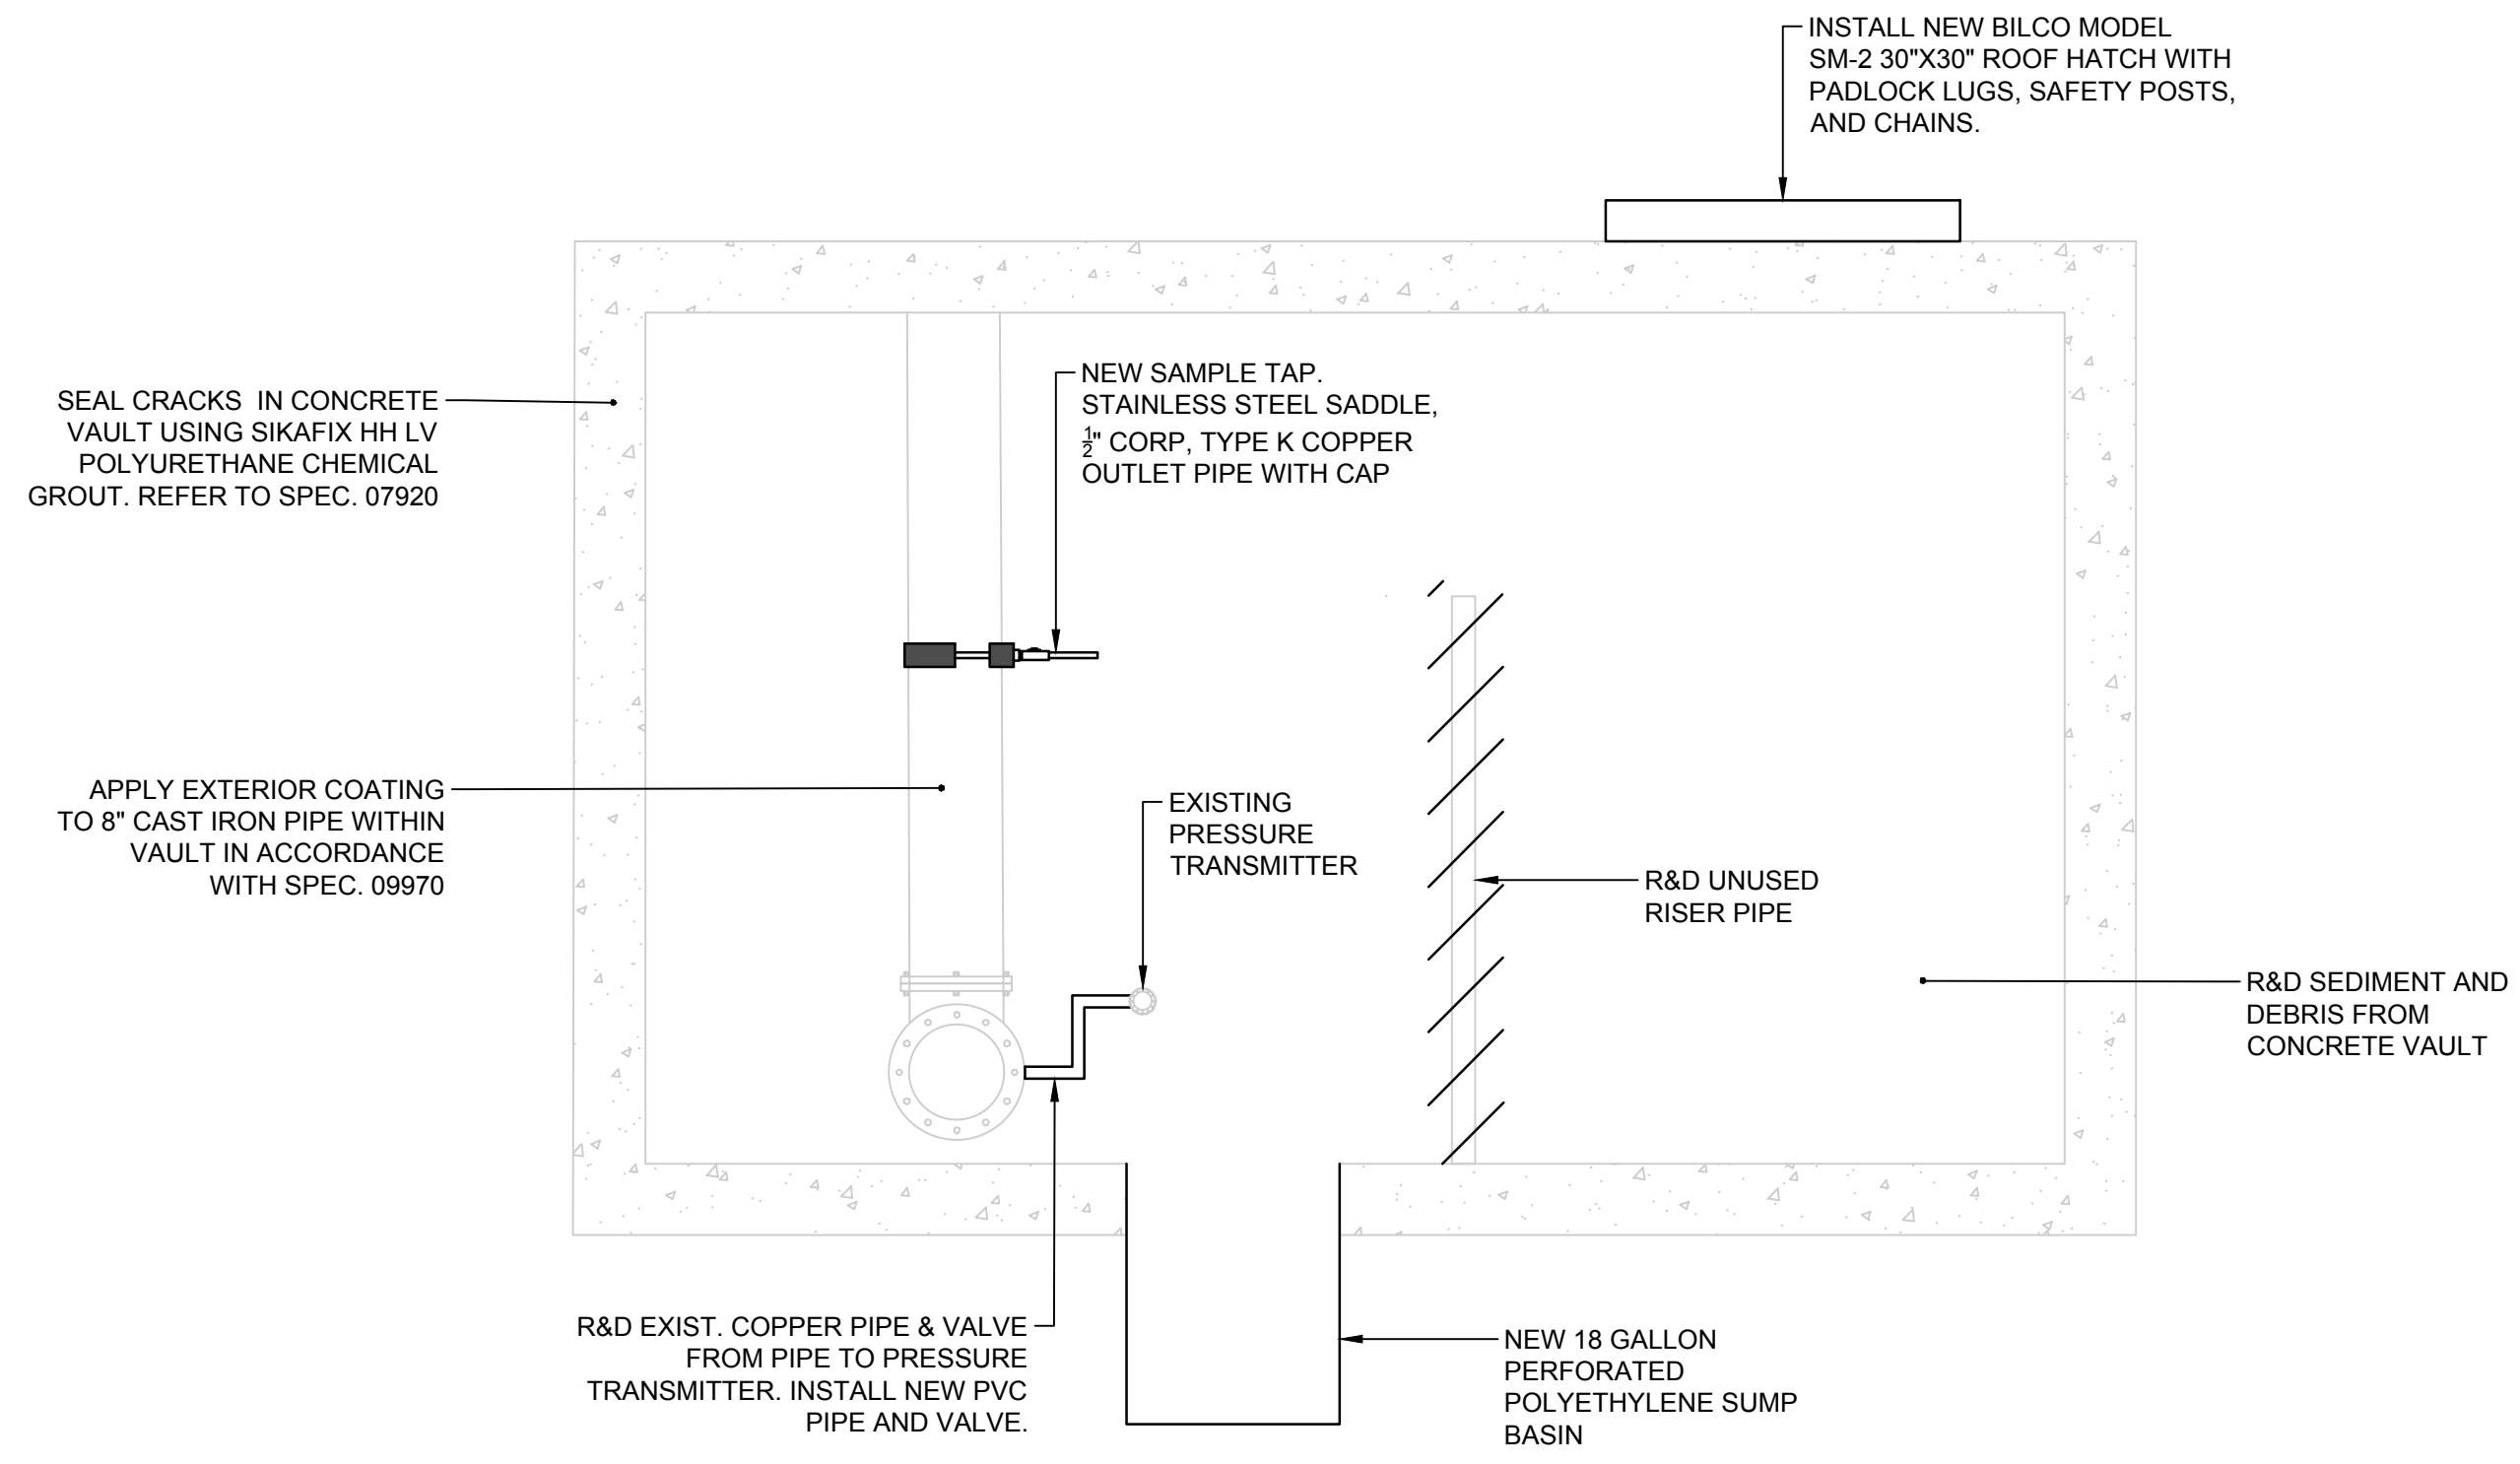 INSTALL NEW BILCO MODEL
SM-2 30"X30" ROOF HATCH WITH
PADLOCK LUGS, SAFETY POSTS,
AND CHAINS.
SEAL CRACKS  IN CONCRETE
VAULT USING SIKAFIX HH LV
POLYURETHANE CHEMICAL
GROUT. REFER TO SPEC. 07920
NEW SAMPLE TAP.
STAINLESS STEEL SADDLE,
½" CORP, TYPE K COPPER
OUTLET PIPE WITH CAP
APPLY EXTERIOR COATING
TO 8" CAST IRON PIPE WITHIN
VAULT IN ACCORDANCE
WITH SPEC. 09970
EXISTING
PRESSURE
TRANSMITTER
R&D UNUSED
RISER PIPE
R&D SEDIMENT AND
DEBRIS FROM
CONCRETE VAULT
R&D EXIST. COPPER PIPE & VALVE
FROM PIPE TO PRESSURE
TRANSMITTER. INSTALL NEW PVC
PIPE AND VALVE.
NEW 18 GALLON
PERFORATED
POLYETHYLENE SUMP
BASIN